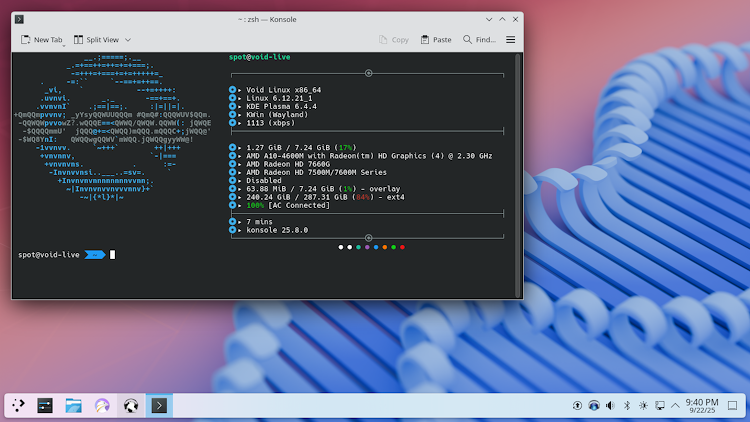 ~ : zsh — Konsole
New Tab
Split View
Copy
Paste
Find...
spot@void-live
Void Linux x86_64
Linux 6.12.21_1
KDE Plasma 6.4.4
KWin (Wayland)
1113 (xbps)
1.27 GiB / 7.24 GiB (17%)
AMD A10-4600M with Radeon(tm) HD Graphics (4) @ 2.30 GHz
AMD Radeon HD 7660G
AMD Radeon HD 7500M/7600M Series
Disabled
63.88 MiB / 7.24 GiB (1%) - overlay
240.24 GiB / 287.31 GiB (84%) - ext4
100% [AC Connected]
7 mins
konsole 25.8.0
spot@void-live ~
9:40 PM
9/22/25